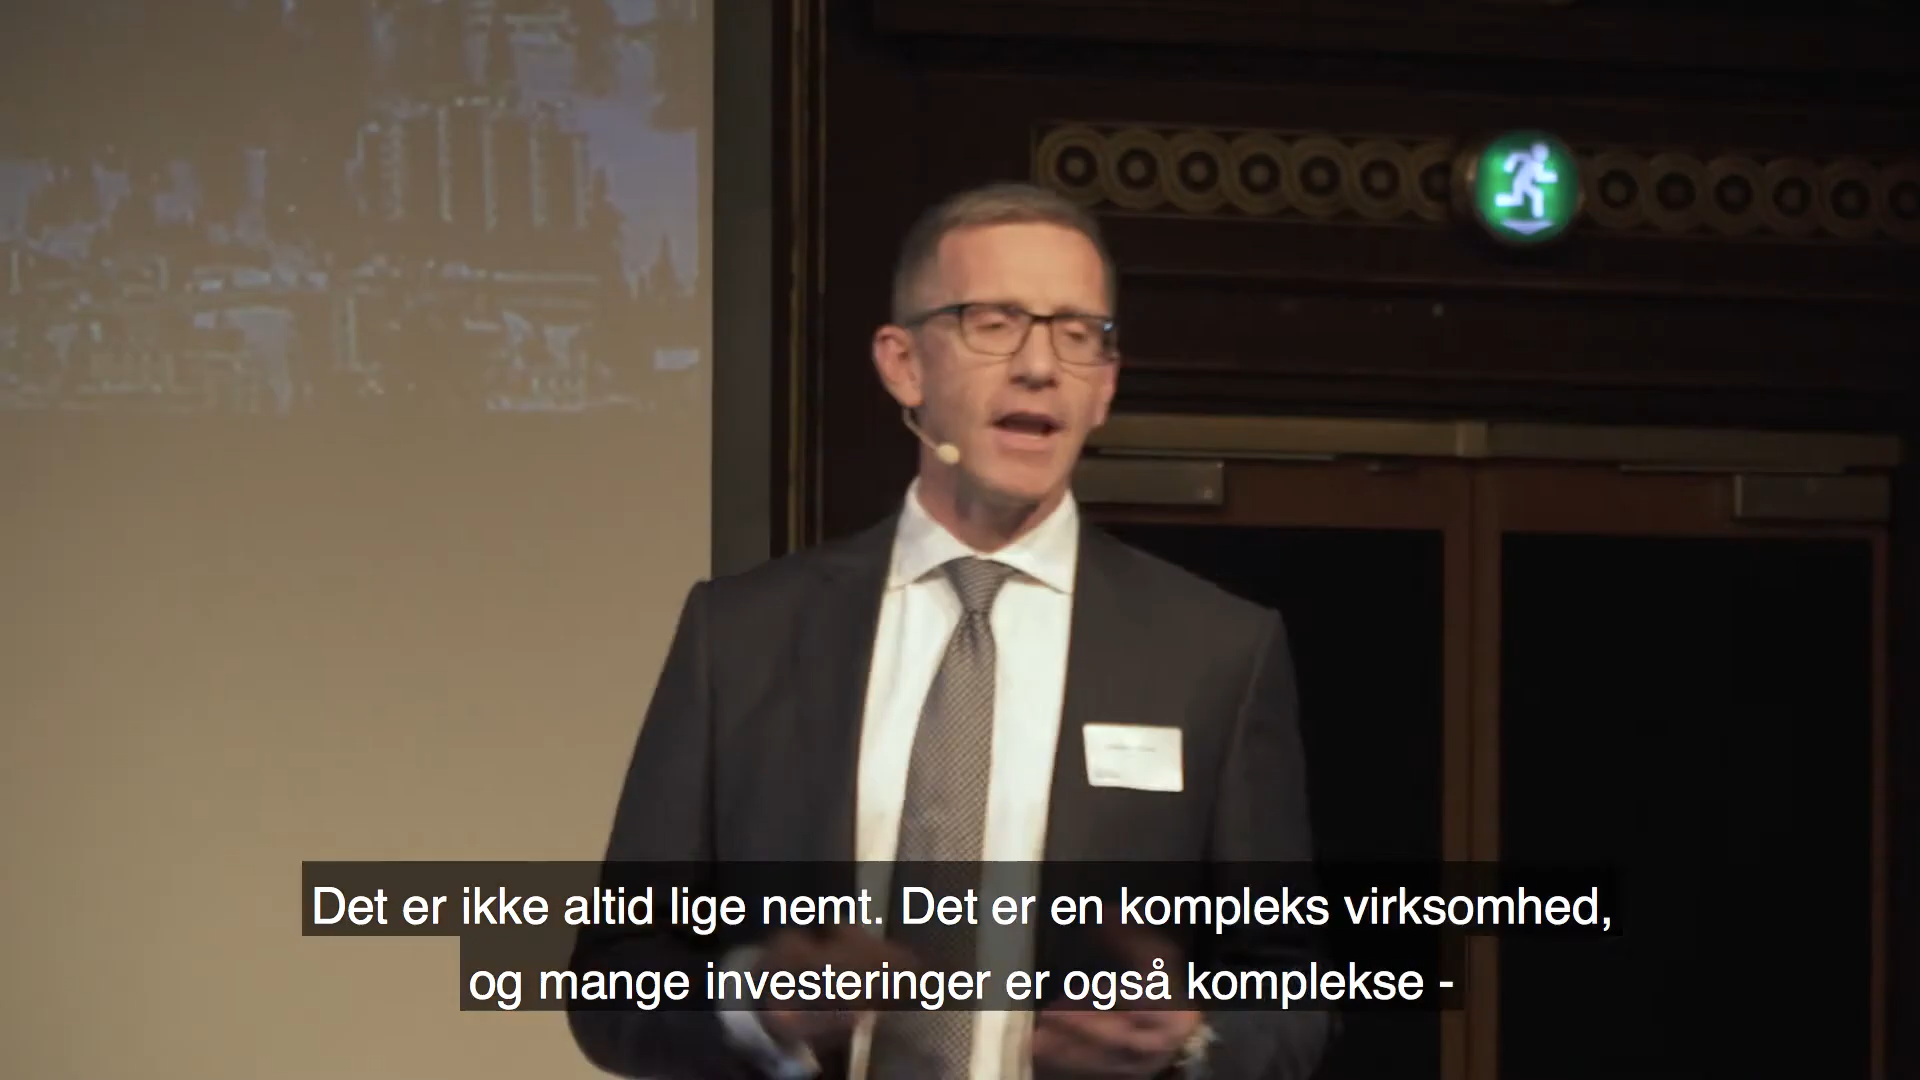 Det er ikke altid lige nemt. Det er en kompleks virksomhed,
og mange investeringer er også komplekse -